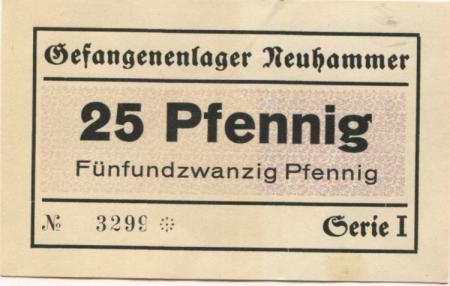 Gefangenenlager Neuhammer
25 Pfennig
Fünfundzwanzig Pfennig
№ 3299 ※ Serie I